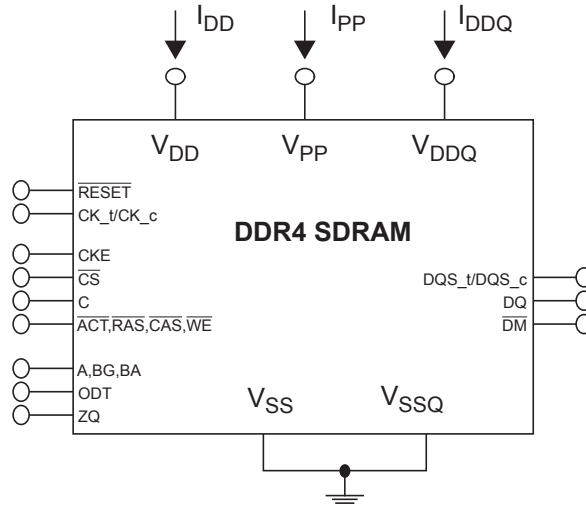 IDD IPP IDDQ
VDD VPP VDDQ
RESET
CK_t/CK_c
DDR4 SDRAM
CKE
CS
DQS_t/DQS_c
C
DQ
ACT,RAS,CAS,WE
DM
A,BG,BA
ODT
VSS VSSQ
ZQ